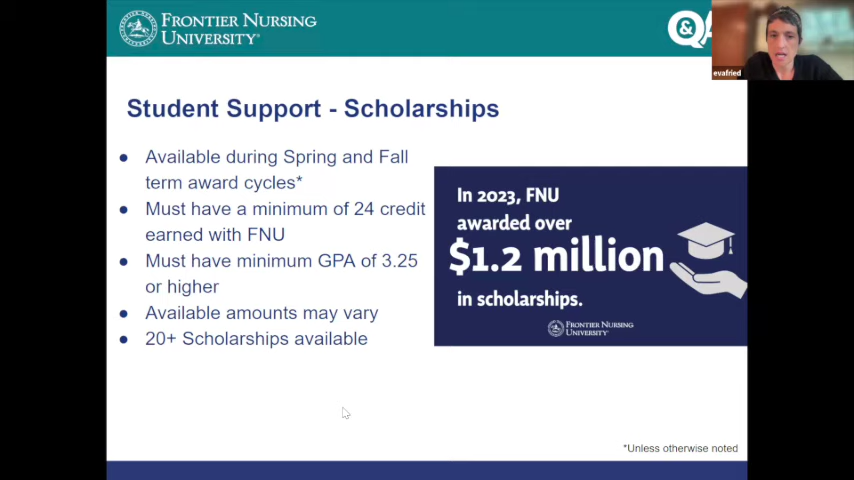 FRONTIER NURSING
UNIVERSITY®
Q&A
evafried
Student Support - Scholarships
● Available during Spring and Fall
term award cycles*
● Must have a minimum of 24 credit
earned with FNU
● Must have minimum GPA of 3.25
or higher
● Available amounts may vary
● 20+ Scholarships available
In 2023, FNU
awarded over
$1.2 million
in scholarships.
FRONTIER NURSING
UNIVERSITY®
*Unless otherwise noted